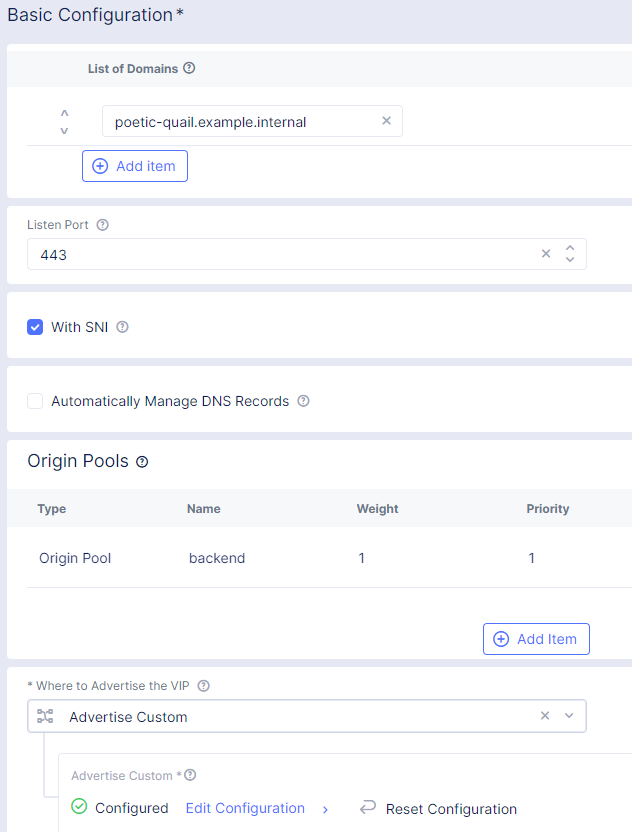 Basic Configuration*
List of Domains
poetic-quail.example.internal
Add item
Listen Port
443
With SNI
Automatically Manage DNS Records
Origin Pools
Type Name Weight Priority
Origin Pool backend 1 1
Add Item
* Where to Advertise the VIP
Advertise Custom
Advertise Custom *
Configured Edit Configuration Reset Configuration